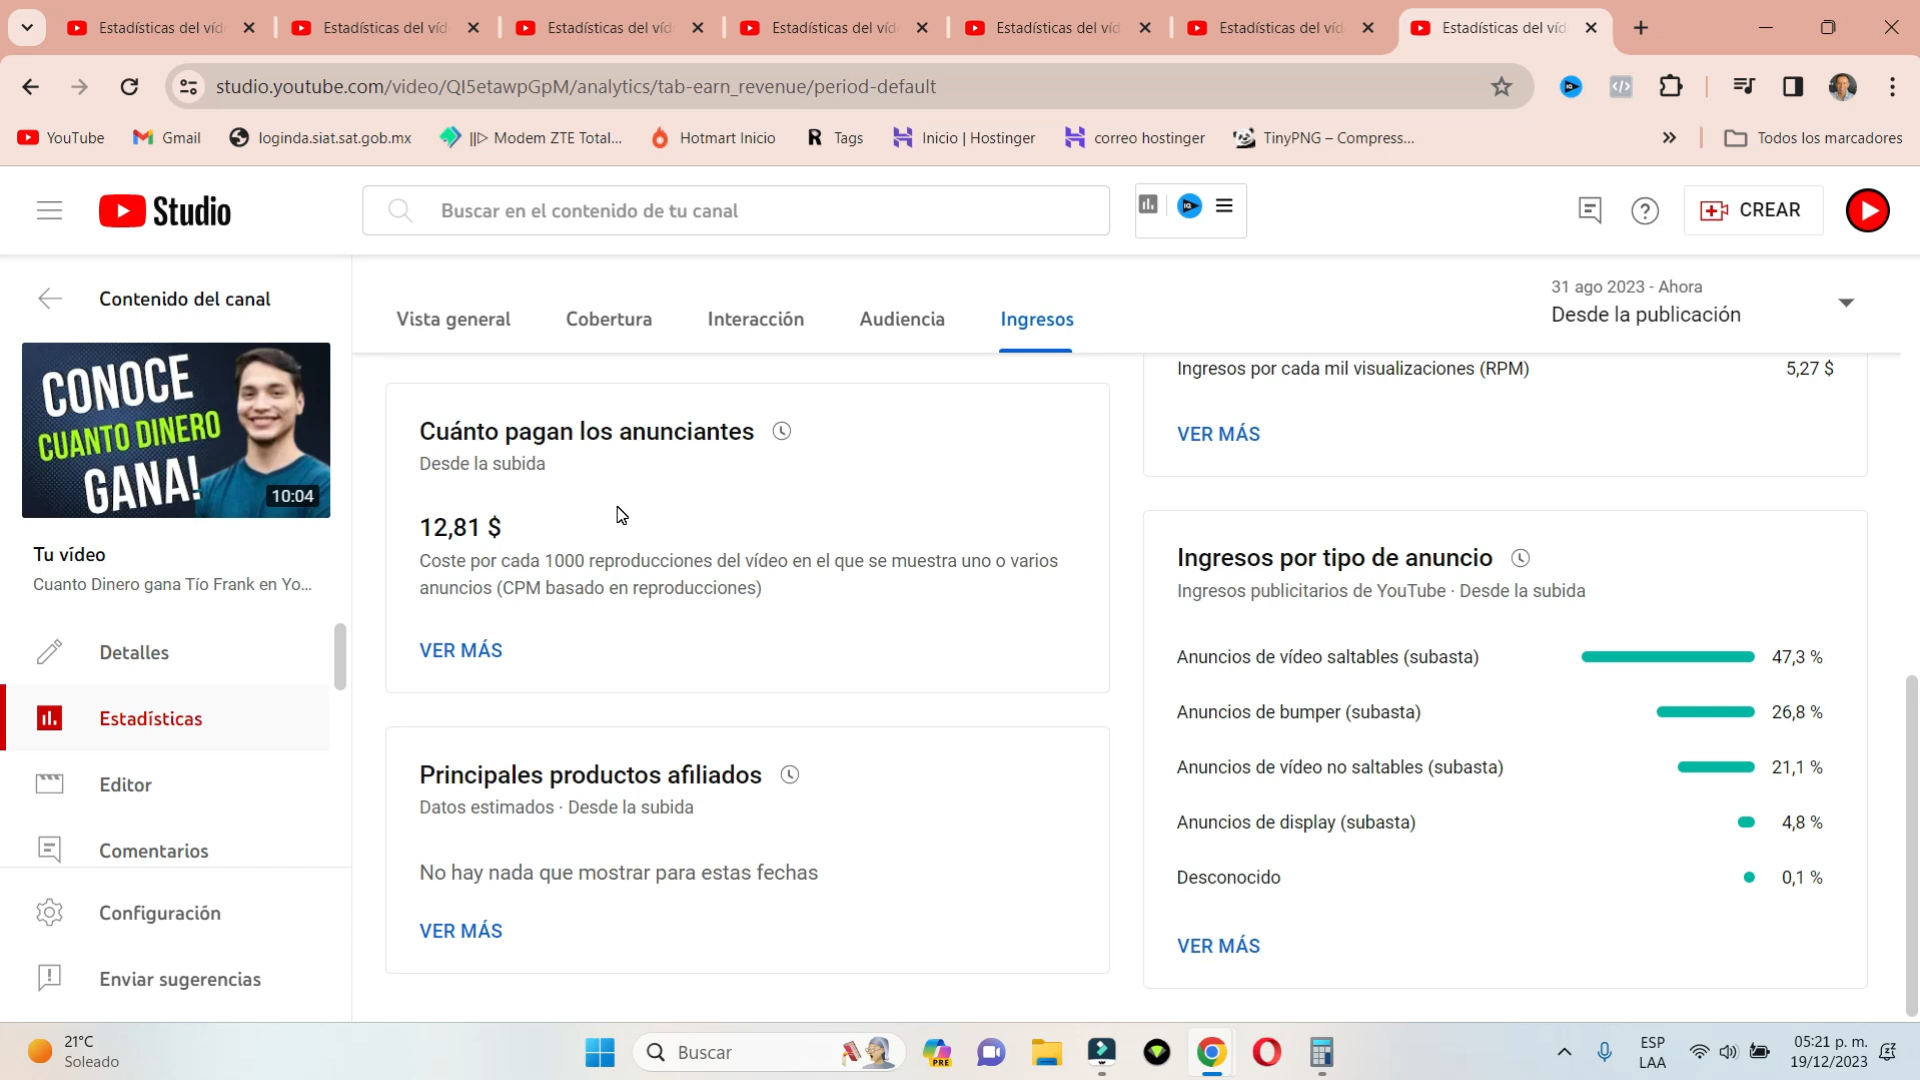 Estadísticas del víd
Estadísticas del víd
Estadísticas del víd
Estadísticas del víd
Estadísticas del víd
Estadísticas del víd
Estadísticas del víd
studio.youtube.com/video/QI5etawpGpM/analytics/tab-earn_revenue/period-default
YouTube
Gmail
loginda.siat.sat.gob.mx
||▷ Modem ZTE Total...
Hotmart Inicio
R Tags
Inicio | Hostinger
correo hostinger
TinyPNG – Compress...
Todos los marcadores
Studio
Buscar en el contenido de tu canal
CREAR
Contenido del canal
CONOCE
CUANTO DINERO
GANA!
10:04
Tu vídeo
Cuanto Dinero gana Tío Frank en Yo...
Detalles
Estadísticas
Editor
Comentarios
Configuración
Enviar sugerencias
Vista general
Cobertura
Interacción
Audiencia
Ingresos
31 ago 2023 - Ahora
Desde la publicación
Cuánto pagan los anunciantes
Desde la subida
12,81 $
Coste por cada 1000 reproducciones del vídeo en el que se muestra uno o varios
anuncios (CPM basado en reproducciones)
VER MÁS
Principales productos afiliados
Datos estimados · Desde la subida
No hay nada que mostrar para estas fechas
VER MÁS
Ingresos por cada mil visualizaciones (RPM) 5,27 $
VER MÁS
Ingresos por tipo de anuncio
Ingresos publicitarios de YouTube · Desde la subida
Anuncios de vídeo saltables (subasta) 47,3 %
Anuncios de bumper (subasta) 26,8 %
Anuncios de vídeo no saltables (subasta) 21,1 %
Anuncios de display (subasta) 4,8 %
Desconocido 0,1 %
VER MÁS
21°C
Soleado
Buscar
PRE
ESP
LAA
05:21 p. m.
19/12/2023